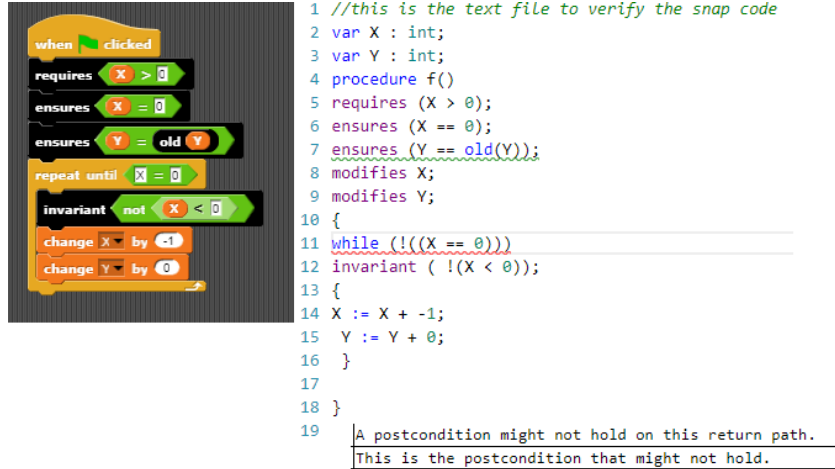 when clicked
requires X > 0
ensures X = 0
ensures Y = old Y
repeat until X = 0
invariant not X < 0
change X by -1
change Y by 0
1 //this is the text file to verify the snap code
2 var X : int;
3 var Y : int;
4 procedure f()
5 requires (X > 0);
6 ensures (X == 0);
7 ensures (Y == old(Y));
8 modifies X;
9 modifies Y;
10 {
11 while (!((X == 0)))
12 invariant ( !(X < 0));
13 {
14 X := X + -1;
15 Y := Y + 0;
16 }
17
18 }
19
A postcondition might not hold on this return path.
This is the postcondition that might not hold.